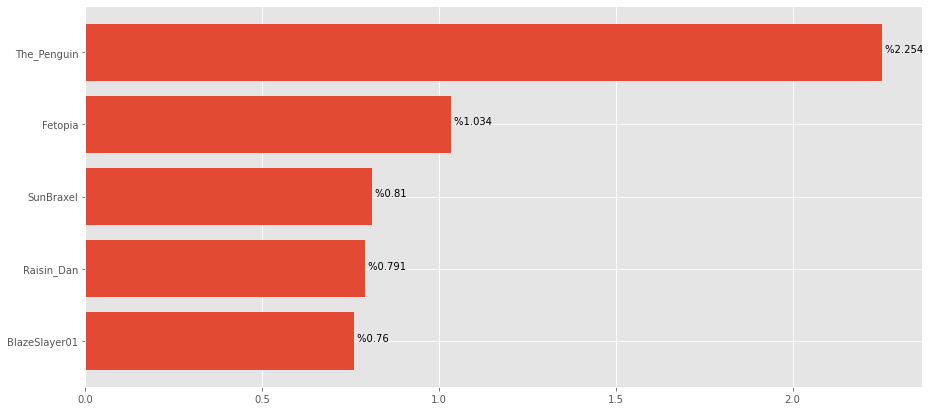 The_Penguin %2.254
Fetopia %1.034
SunBraxel %0.81
Raisin_Dan %0.791
BlazeSlayer01 %0.76
0.0 0.5 1.0 1.5 2.0